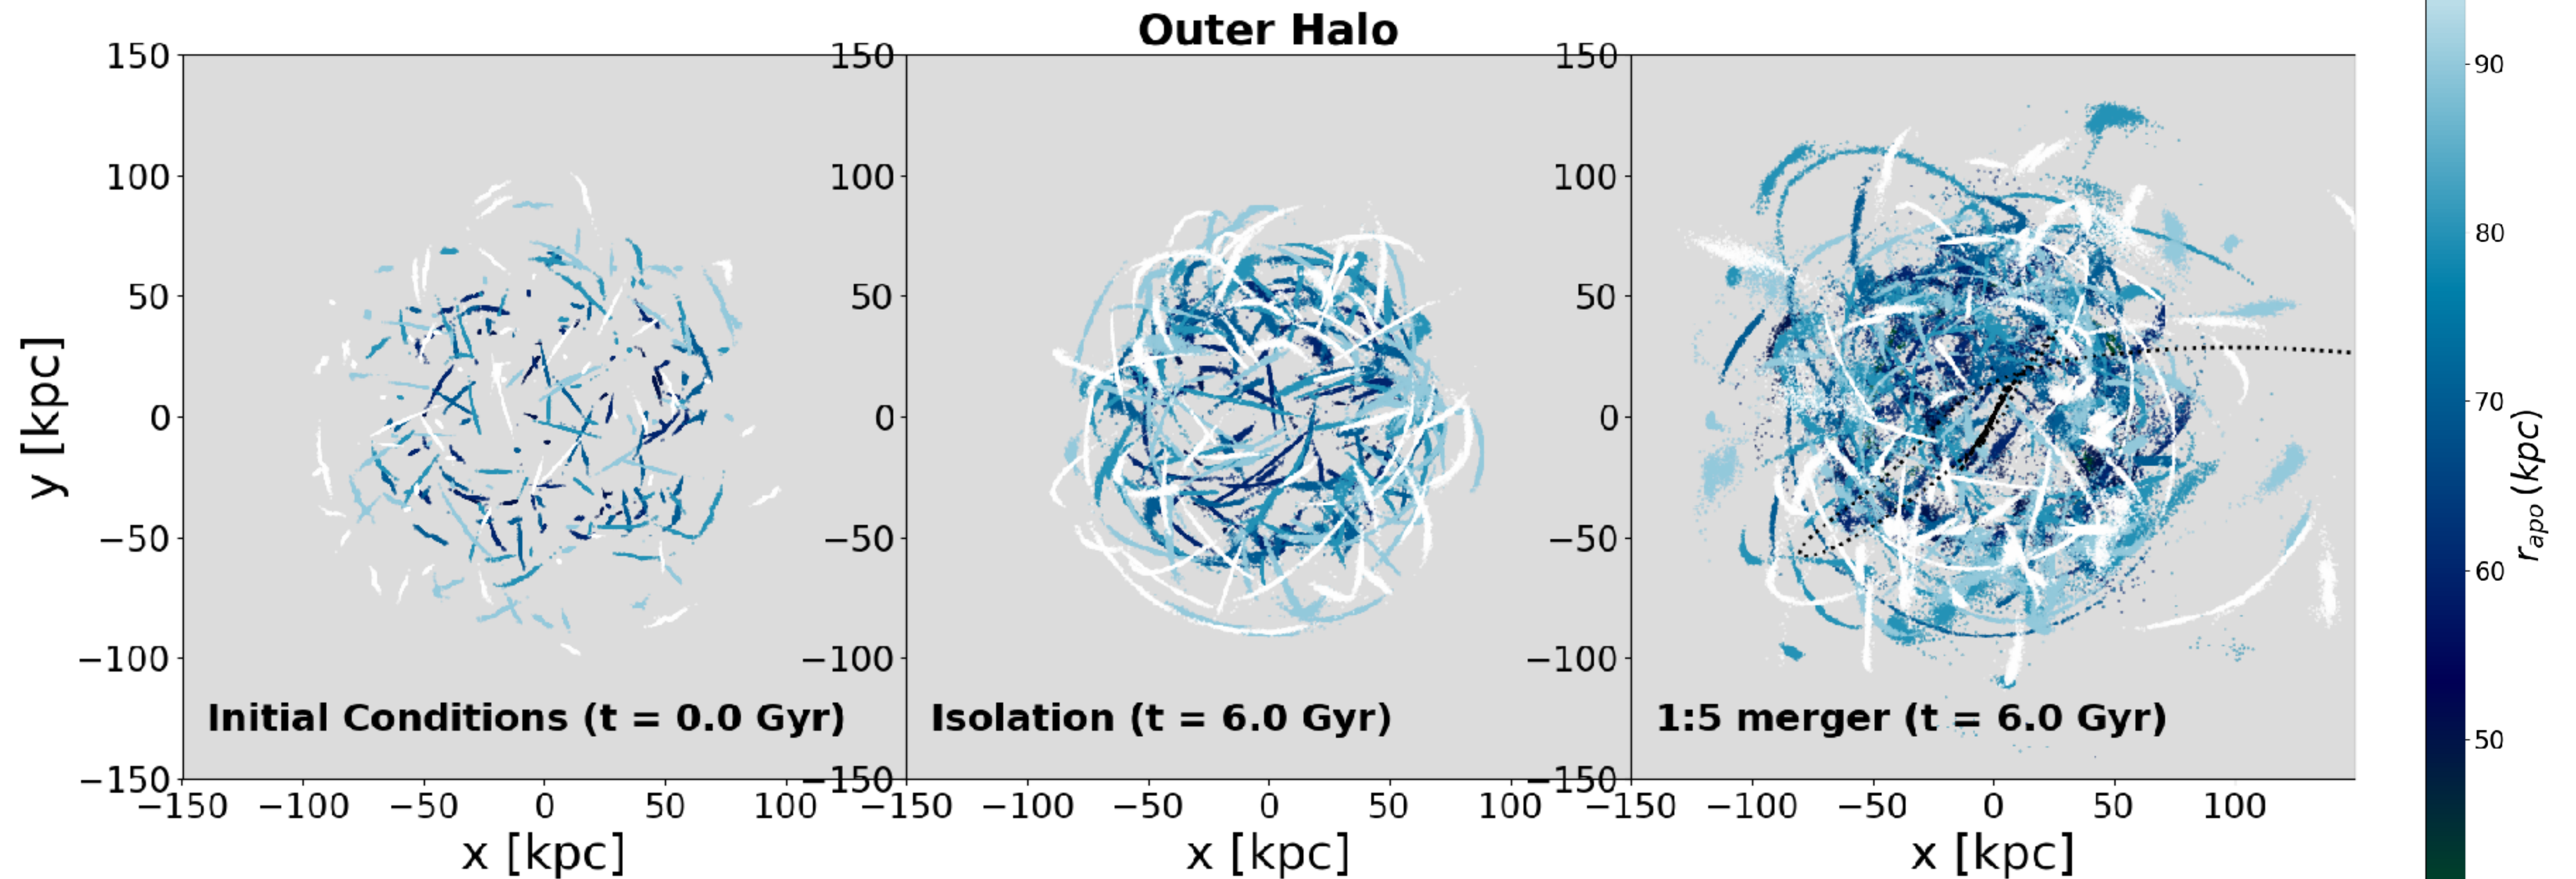 Outer Halo
y [kpc]
150
100
50
0
−50
−100
−150
Initial Conditions (t = 0.0 Gyr)
−150 −100 −50 0 50 100
x [kpc]
150
100
50
0
−50
−100
−150
Isolation (t = 6.0 Gyr)
−150 −100 −50 0 50 100
x [kpc]
150
100
50
0
−50
−100
−150
1:5 merger (t = 6.0 Gyr)
−150 −100 −50 0 50 100
x [kpc]
90
80
70
60
50
r_apo (kpc)